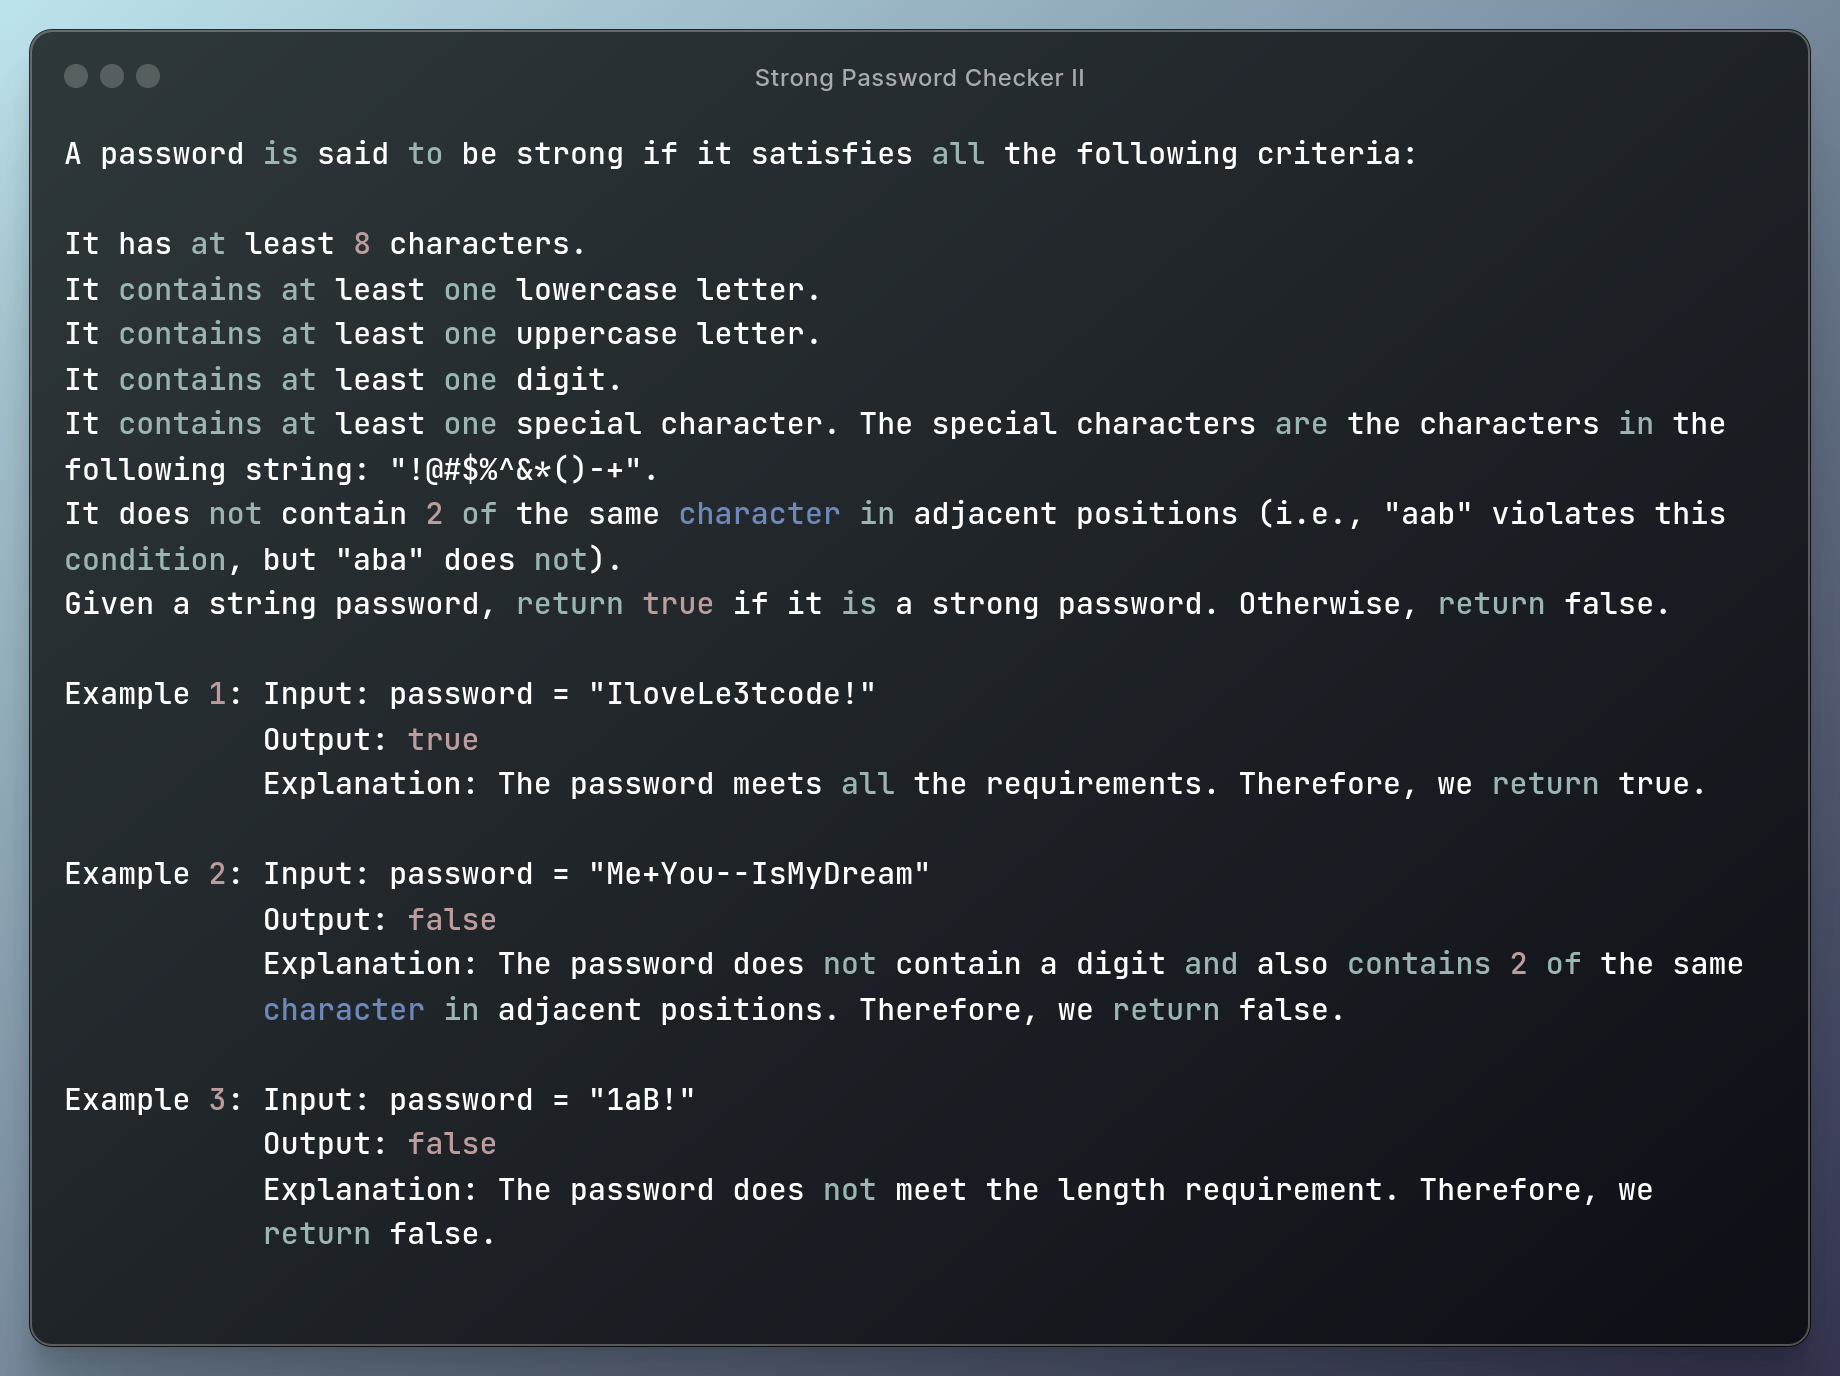 Strong Password Checker II
A password is said to be strong if it satisfies all the following criteria:
It has at least 8 characters.
It contains at least one lowercase letter.
It contains at least one uppercase letter.
It contains at least one digit.
It contains at least one special character. The special characters are the characters in the
following string: "!@#$%^&*()-+".
It does not contain 2 of the same character in adjacent positions (i.e., "aab" violates this
condition, but "aba" does not).
Given a string password, return true if it is a strong password. Otherwise, return false.
Example 1: Input: password = "IloveLe3tcode!"
Output: true
Explanation: The password meets all the requirements. Therefore, we return true.
Example 2: Input: password = "Me+You--IsMyDream"
Output: false
Explanation: The password does not contain a digit and also contains 2 of the same
character in adjacent positions. Therefore, we return false.
Example 3: Input: password = "1aB!"
Output: false
Explanation: The password does not meet the length requirement. Therefore, we
return false.